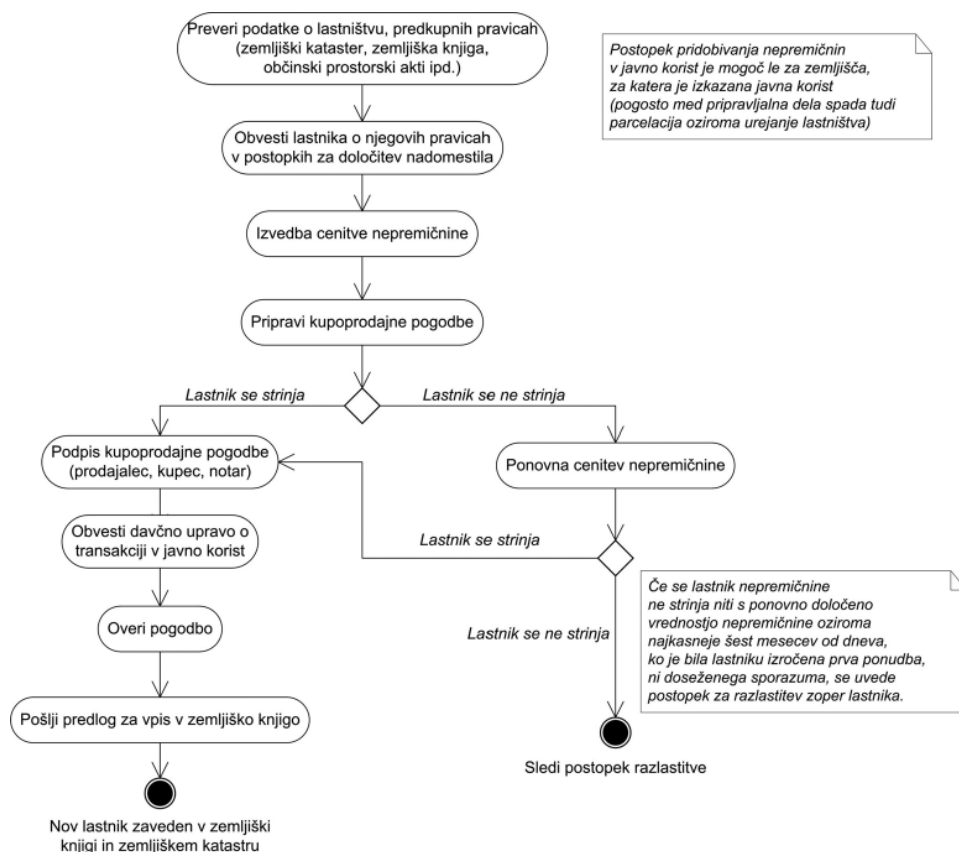 Preveri podatke o lastništvu, predkupnih pravicah
(zemljiški kataster, zemljiška knjiga,
občinski prostorski akti ipd.)
Postopek pridobivanja nepremičnin
v javno korist je mogoč le za zemljišča,
za katera je izkazana javna korist
(pogosto med pripravljalna dela spada tudi
parcelacija oziroma urejanje lastništva)
Obvesti lastnika o njegovih pravicah
v postopkih za določitev nadomestila
Izvedba cenitve nepremičnine
Pripravi kupoprodajne pogodbe
Lastnik se strinja
Lastnik se ne strinja
Podpis kupoprodajne pogodbe
(prodajalec, kupec, notar)
Ponovna cenitev nepremičnine
Obvesti davčno upravo o
transakciji v javno korist
Lastnik se strinja
Če se lastnik nepremičnine
ne strinja niti s ponovno določeno
vrednostjo nepremičnine oziroma
najkasneje šest mesecev od dneva,
ko je bila lastniku izročena prva ponudba,
ni doseženega sporazuma, se uvede
postopek za razlastitev zoper lastnika.
Overi pogodbo
Lastnik se ne strinja
Pošlji predlog za vpis v zemljiško knjigo
Sledi postopek razlastitve
Nov lastnik zaveden v zemljiški
knjigi in zemljiškem katastru